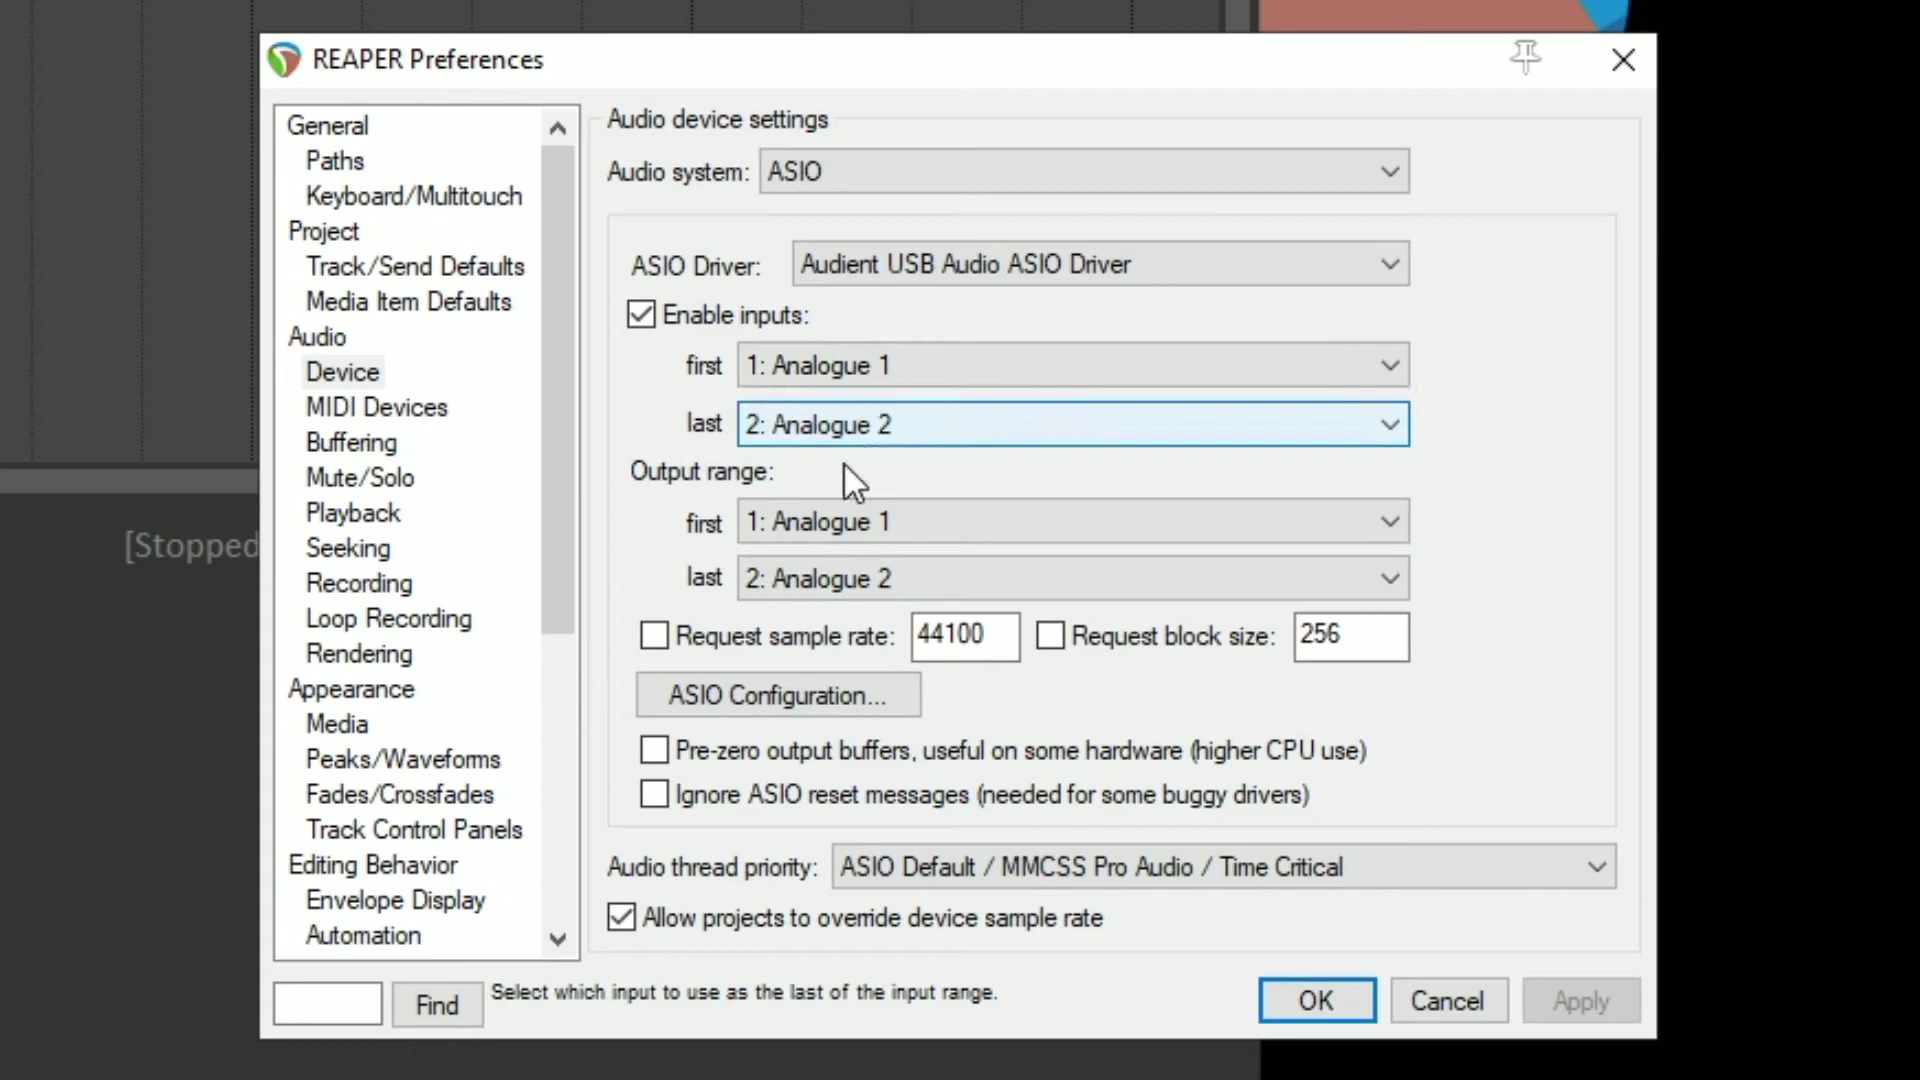 REAPER Preferences
General
Paths
Keyboard/Multitouch
Project
Track/Send Defaults
Media Item Defaults
Audio
Device
MIDI Devices
Buffering
Mute/Solo
Playback
Seeking
Recording
Loop Recording
Rendering
Appearance
Media
Peaks/Waveforms
Fades/Crossfades
Track Control Panels
Editing Behavior
Envelope Display
Automation
Audio device settings
Audio system: ASIO
ASIO Driver: Audient USB Audio ASIO Driver
Enable inputs:
first 1: Analogue 1
last 2: Analogue 2
Output range:
first 1: Analogue 1
last 2: Analogue 2
Request sample rate: 44100 Request block size: 256
ASIO Configuration...
Pre-zero output buffers, useful on some hardware (higher CPU use)
Ignore ASIO reset messages (needed for some buggy drivers)
Audio thread priority: ASIO Default / MMCSS Pro Audio / Time Critical
Allow projects to override device sample rate
Find Select which input to use as the last of the input range.
OK Cancel Apply
[Stopped